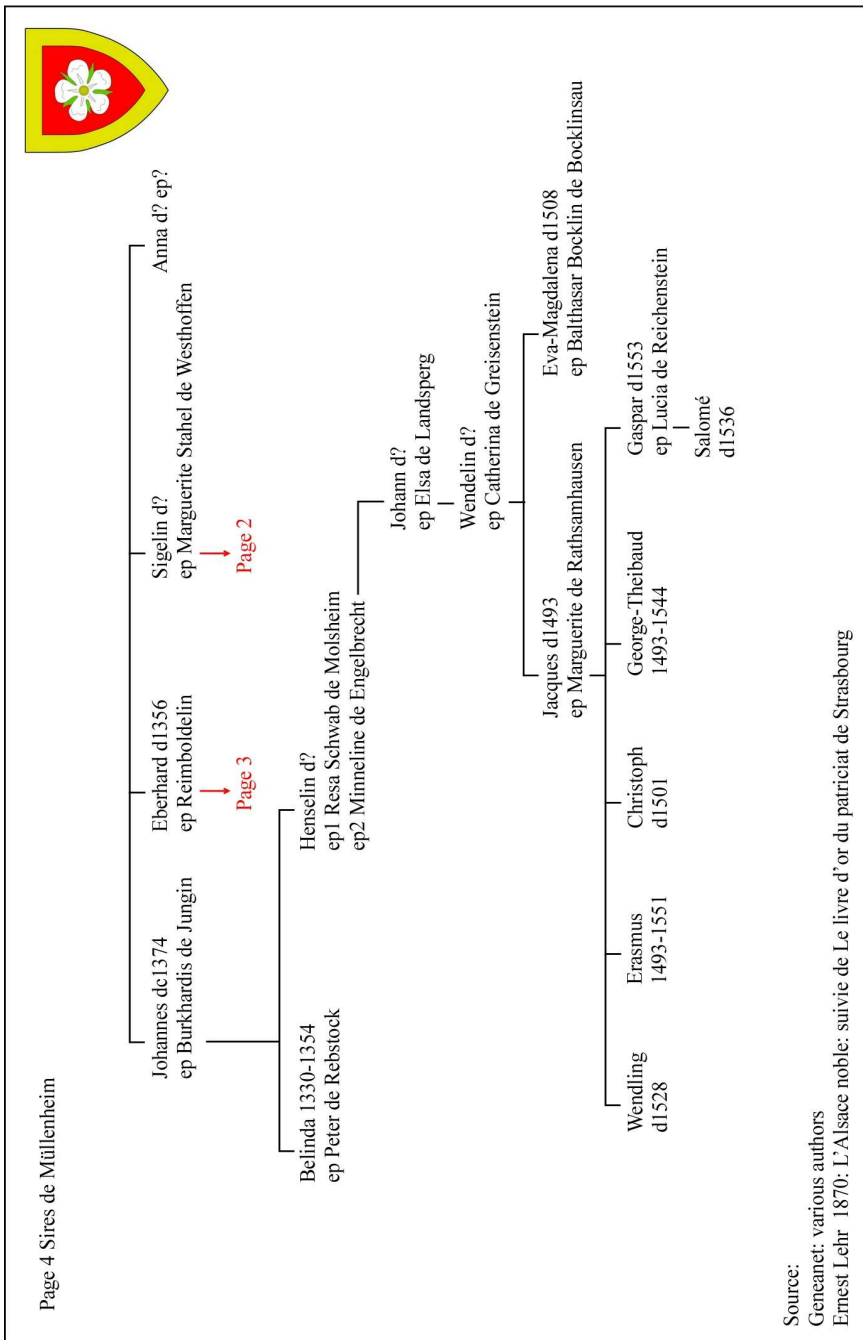 Page 4 Sires de Müllenheim
Johannes dc1374
ep Burkhardis de Jungin
Eberhard d1356
ep Reimboldelin
Page 3
Sigelin d?
ep Marguerite Stahel de Westhoffen
Page 2
Anna d? ep?
Belinda 1330-1354
ep Peter de Rebstock
Henselin d?
ep1 Resa Schwab de Molsheim
ep2 Minneline de Engelbrecht
Johann d?
ep Elsa de Landsperg
Wendelin d?
ep Catherina de Greisenstein
Jacques d1493
ep Marguerite de Rathsamhausen
Eva-Magdalena d1508
ep Balthasar Bocklin de Bocklinsau
Wendling
d1528
Erasmus
1493-1551
Christoph
d1501
George-Theibaud
1493-1544
Gaspar d1553
ep Lucia de Reichenstein
Salomé
d1536
Source:
Geneanet: various authors
Ernest Lehr 1870: L'Alsace noble: suivie de Le livre d'or du patriciat de Strasbourg